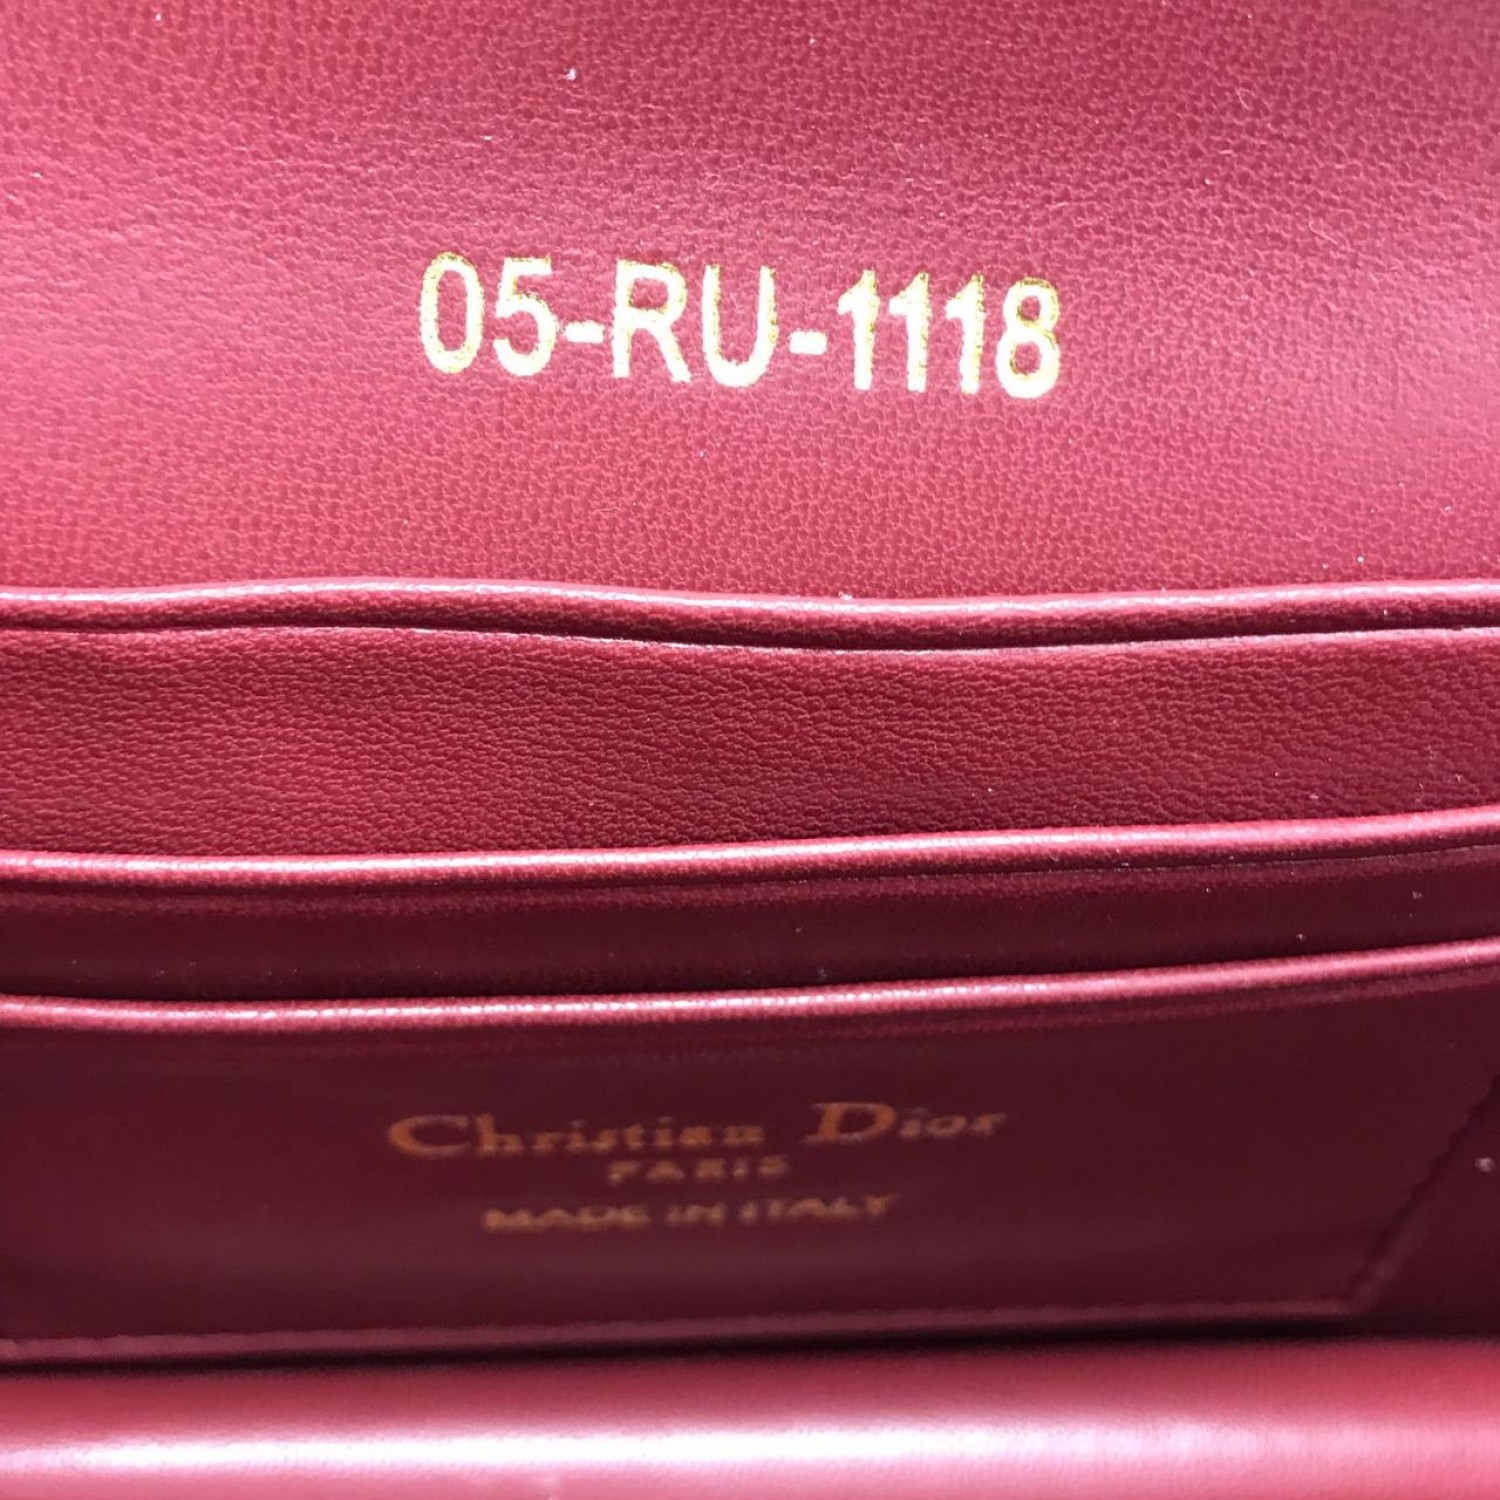 05-RU-1118
Christian Dior
PARIS
MADE IN ITALY